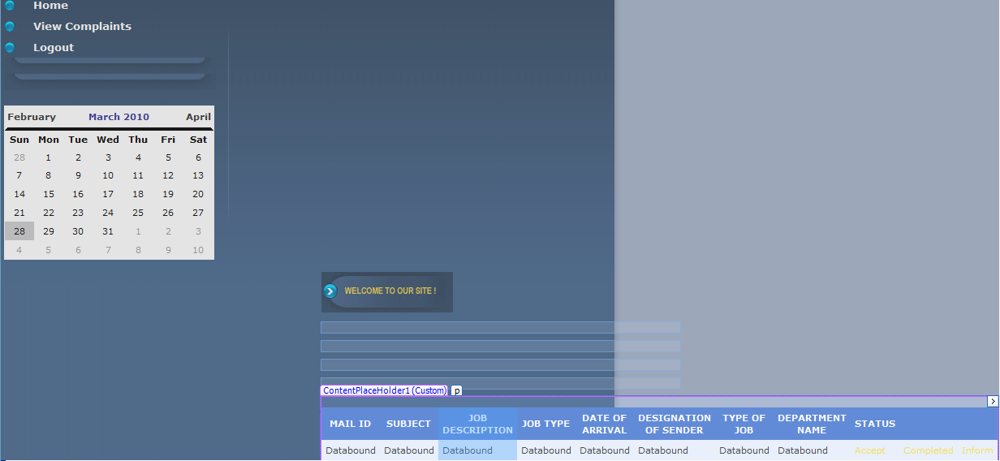 Home
View Complaints
Logout
February March 2010 April
Sun Mon Tue Wed Thu Fri Sat
28 1 2 3 4 5 6
7 8 9 10 11 12 13
14 15 16 17 18 19 20
21 22 23 24 25 26 27
28 29 30 31 1 2 3
4 5 6 7 8 9 10
WELCOME TO OUR SITE !
ContentPlaceHolder1 (Custom) p
MAIL ID SUBJECT JOB DESCRIPTION JOB TYPE DATE OF ARRIVAL DESIGNATION OF SENDER TYPE OF JOB DEPARTMENT NAME STATUS
Databound Databound Databound Databound Databound Databound Databound Databound Accept Completed Inform